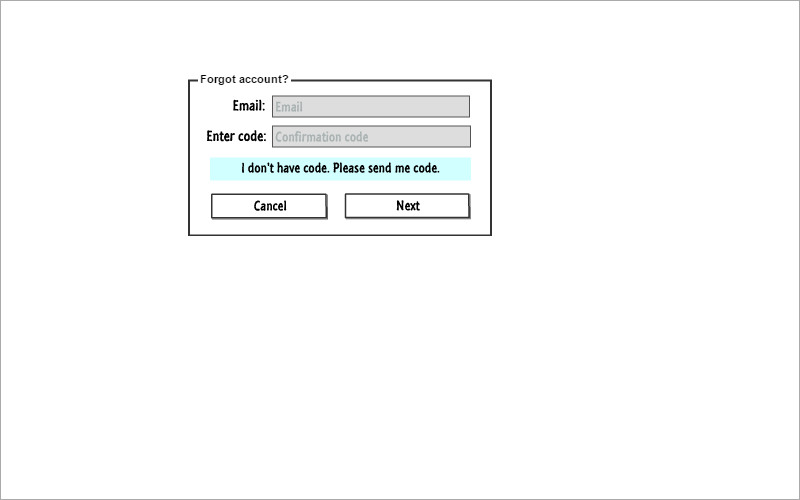 Forgot account?
Email: Email
Enter code: Confirmation code
I don't have code. Please send me code.
Cancel Next